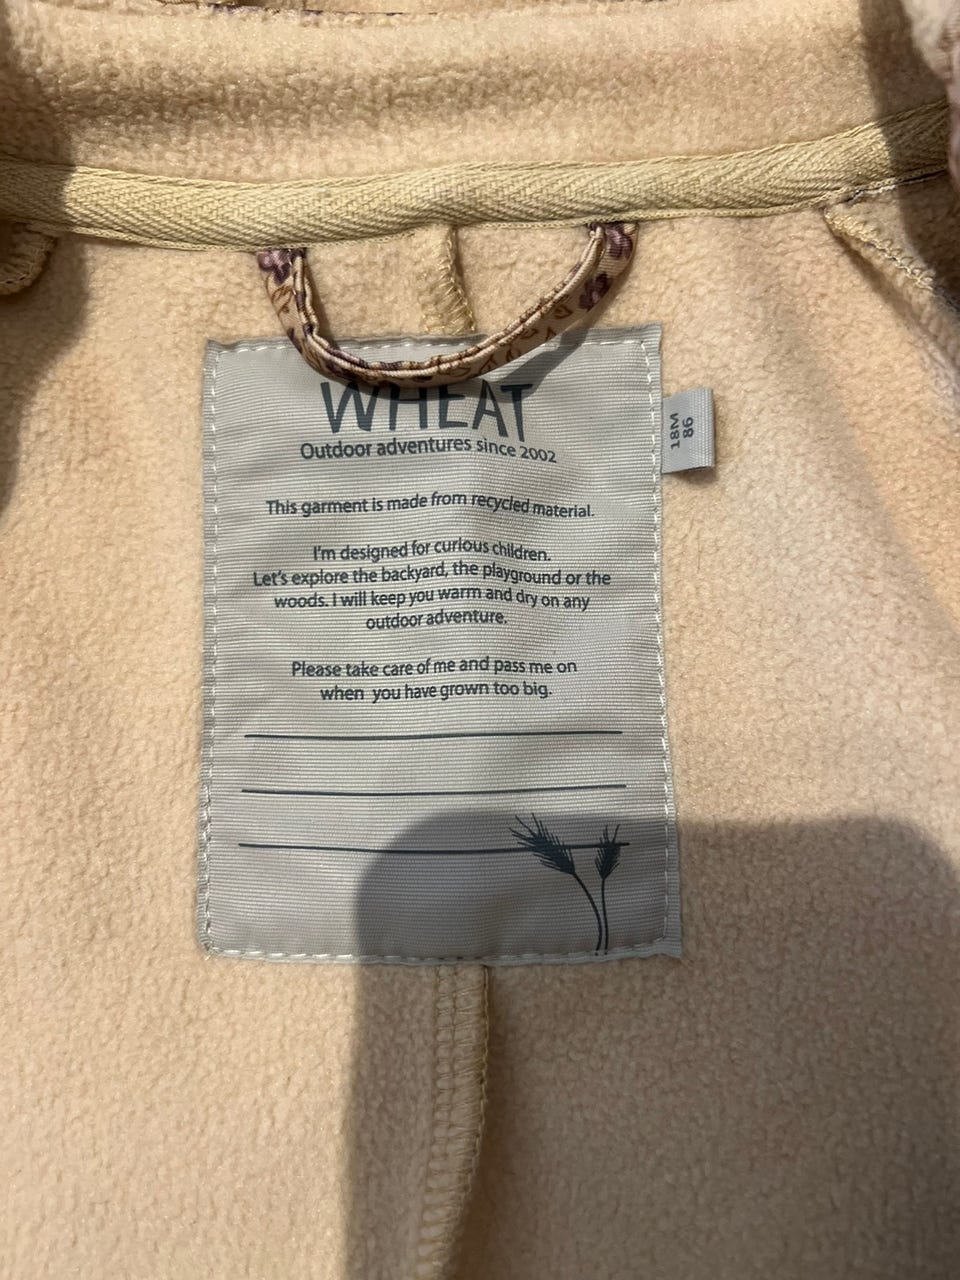 WHEAT
Outdoor adventures since 2002
18M
86
This garment is made from recycled material.
I'm designed for curious children.
Let's explore the backyard, the playground or the
woods. I will keep you warm and dry on any
outdoor adventure.
Please take care of me and pass me on
when you have grown too big.